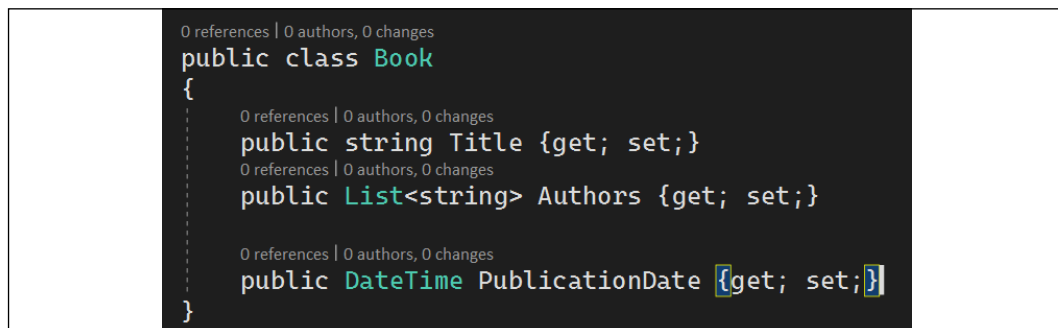 0 references | 0 authors, 0 changes
public class Book
{
0 references | 0 authors, 0 changes
public string Title {get; set;}
0 references | 0 authors, 0 changes
public List<string> Authors {get; set;}
0 references | 0 authors, 0 changes
public DateTime PublicationDate {get; set;}
}